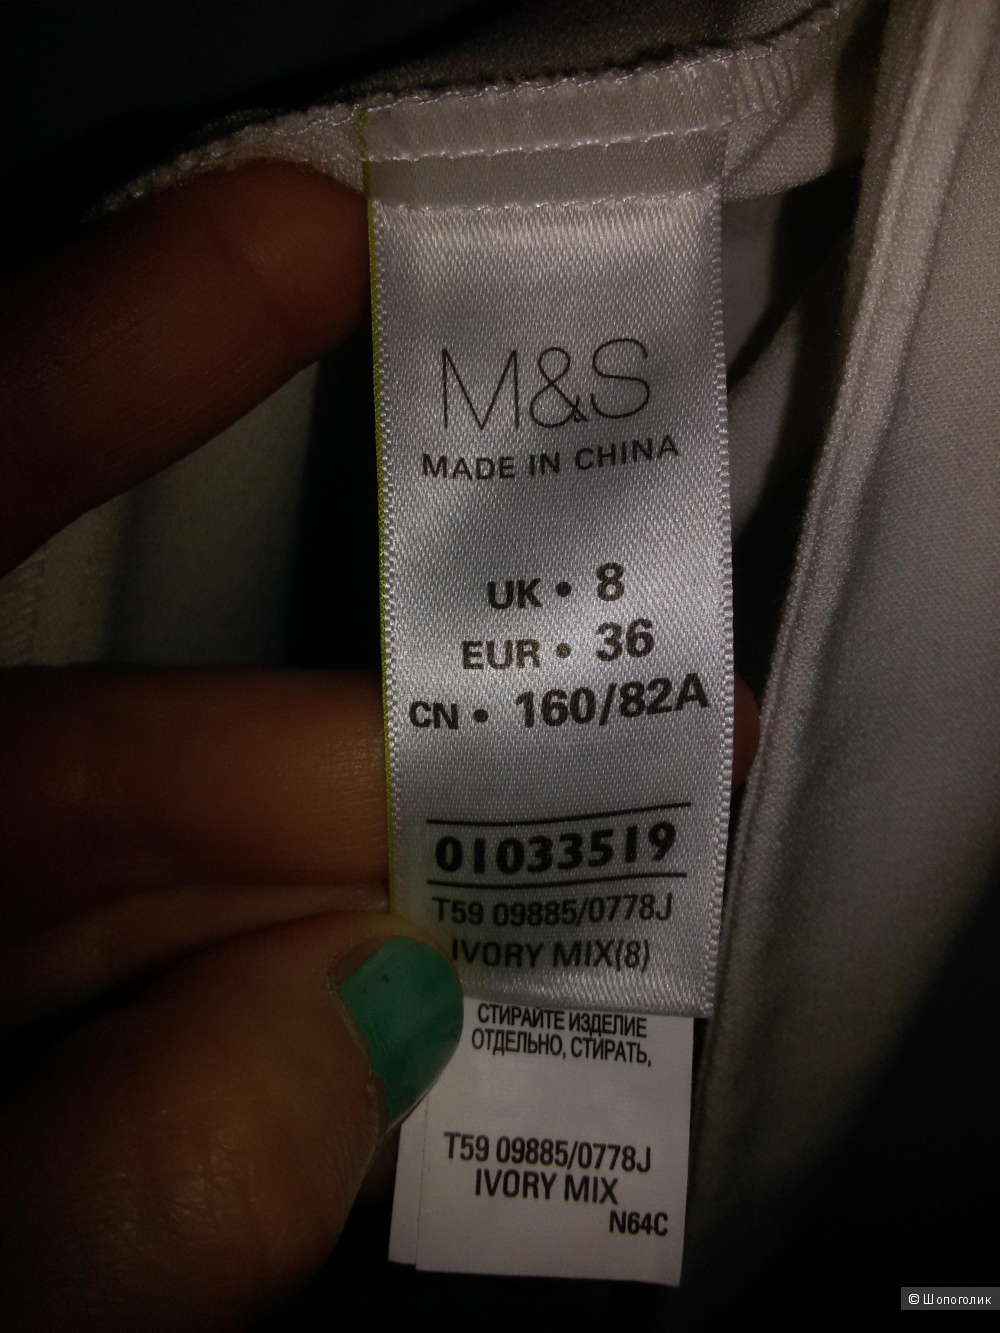 M&S
MADE IN CHINA
UK • 8
EUR • 36
CN • 160/82A
01033519
T59 09885/0778J
IVORY MIX(8)
СТИРАЙТЕ ИЗДЕЛИЕ
ОТДЕЛЬНО, СТИРАТЬ,
T59 09885/0778J
IVORY MIX
N64C
© Шопоголик